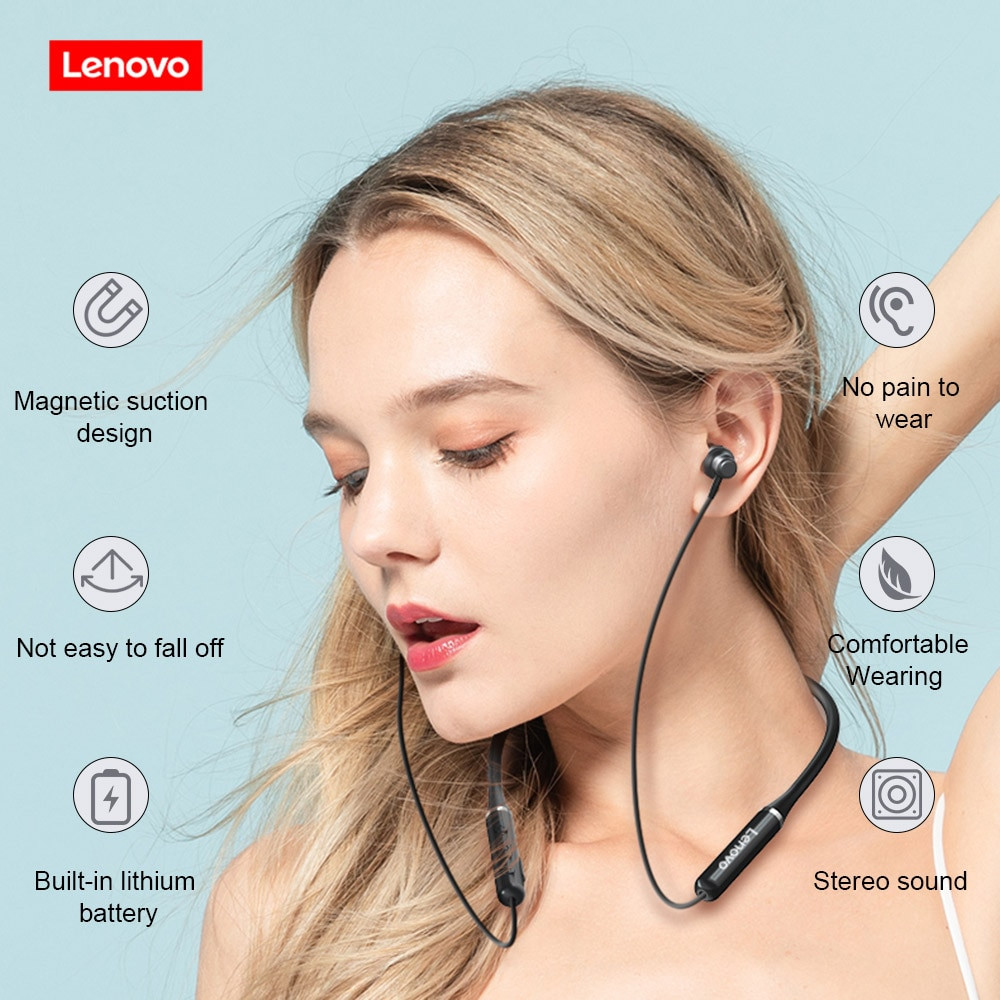 Lenovo
Magnetic suction
design
No pain to
wear
Not easy to fall off
Comfortable
Wearing
Built-in lithium
battery
Stereo sound
Lenovo